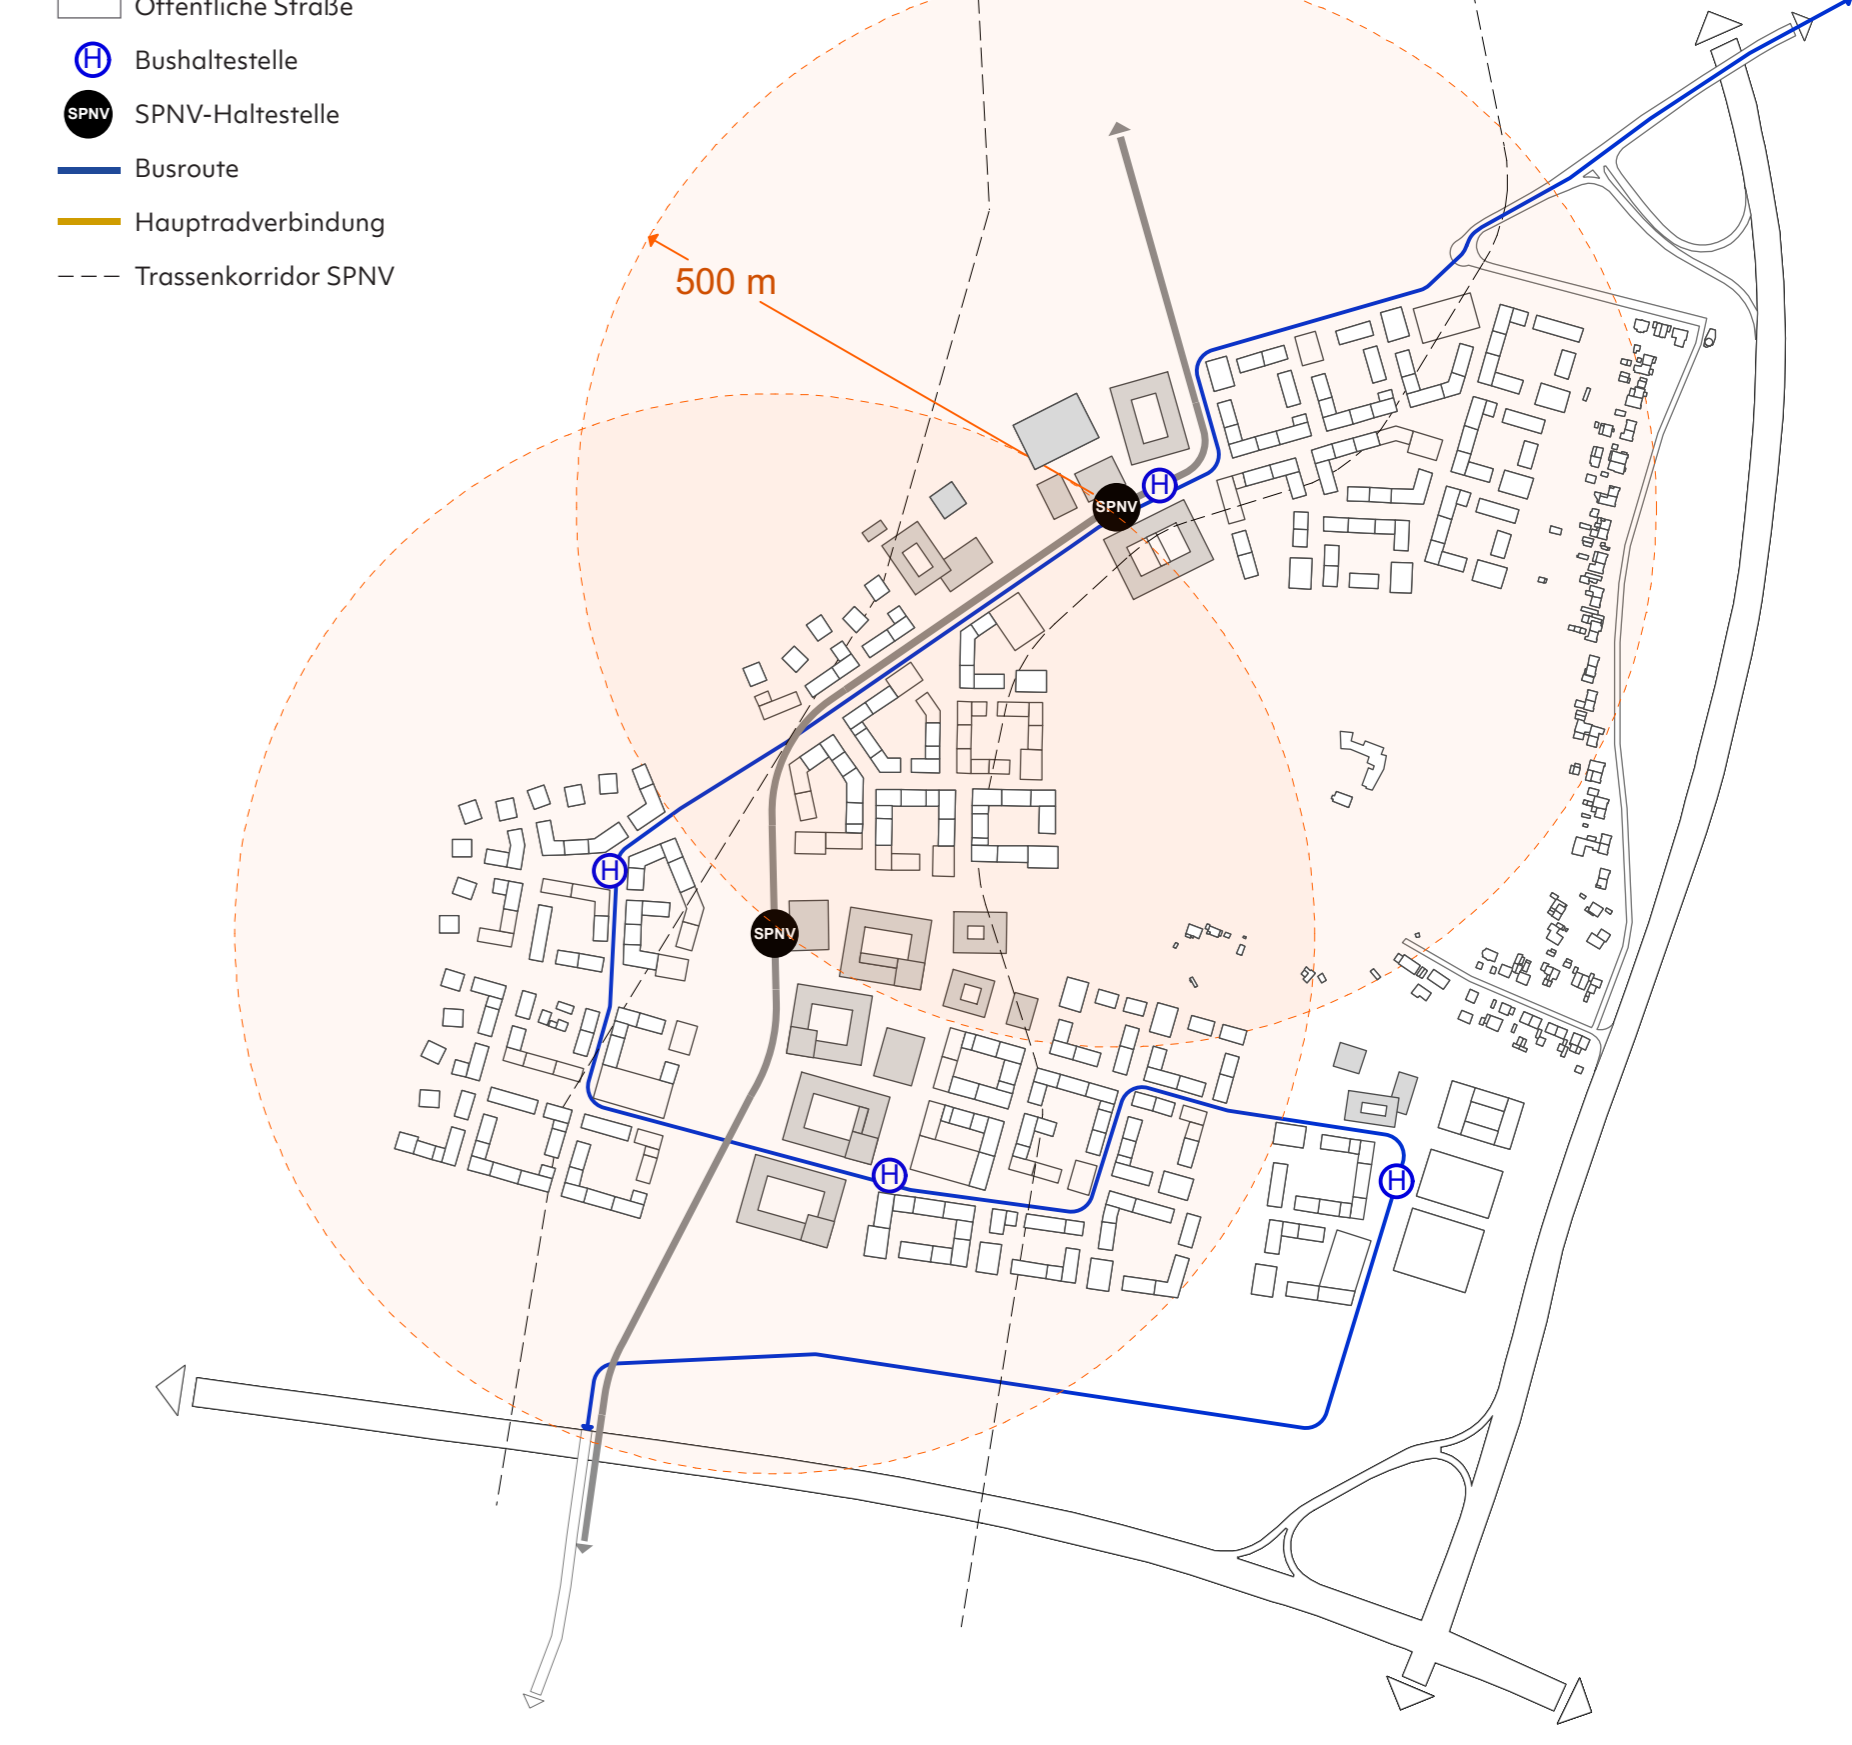 Öffentliche Straße
H Bushaltestelle
SPNV SPNV-Haltestelle
Busroute
Hauptradverbindung
Trassenkorridor SPNV
500 m
H
SPNV
H
SPNV
H
H